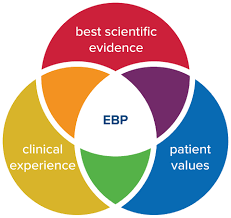 best scientific
evidence
EBP
clinical
experience
patient
values